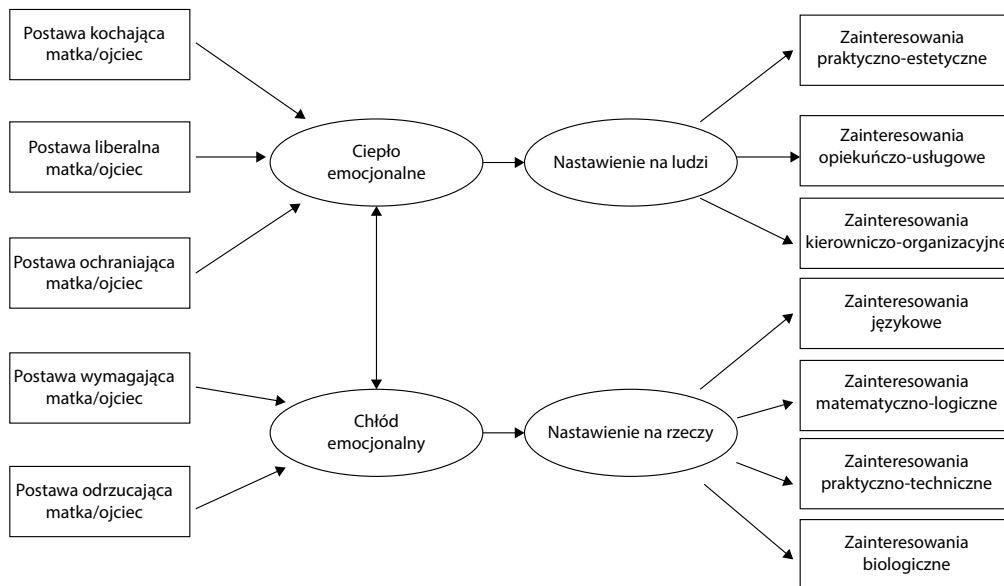 Postawa kochająca
matka/ojciec
Postawa liberalna
matka/ojciec
Postawa ochraniająca
matka/ojciec
Postawa wymagająca
matka/ojciec
Postawa odrzucająca
matka/ojciec
Ciepło
emocjonalne
Chłód
emocjonalny
Nastawienie na ludzi
Nastawienie na rzeczy
Zainteresowania
praktyczno-estetyczne
Zainteresowania
opiekuńczo-usługowe
Zainteresowania
kierowniczo-organizacyjne
Zainteresowania
językowe
Zainteresowania
matematyczno-logiczne
Zainteresowania
praktyczno-techniczne
Zainteresowania
biologiczne